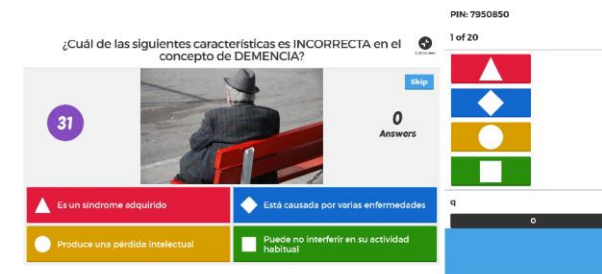 ¿Cuál de las siguientes características es INCORRECTA en el
concepto de DEMENCIA?
31
Skip
0
Answers
Es un síndrome adquirido
Está causada por varias enfermedades
Produce una pérdida intelectual
Puede no interferir en su actividad
habitual
PIN: 7950850
1 of 20
q
0